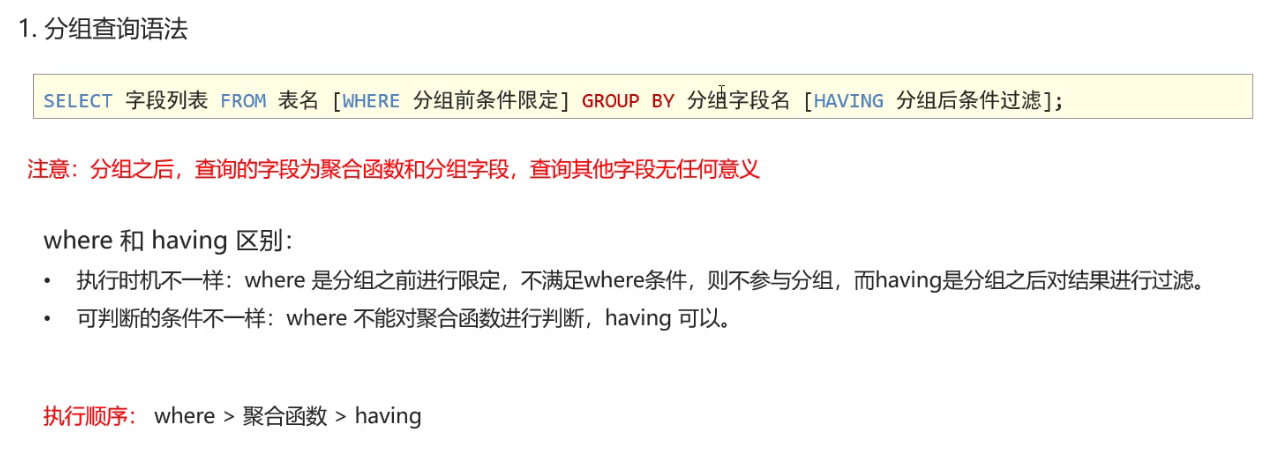 1. 分组查询语法
SELECT 字段列表 FROM 表名 [WHERE 分组前条件限定] GROUP BY 分组字段名 [HAVING 分组后条件过滤];
注意：分组之后，查询的字段为聚合函数和分组字段，查询其他字段无任何意义
where 和 having 区别：
• 执行时机不一样：where 是分组之前进行限定，不满足where条件，则不参与分组，而having是分组之后对结果进行过滤。
• 可判断的条件不一样：where 不能对聚合函数进行判断，having 可以。
执行顺序： where > 聚合函数 > having